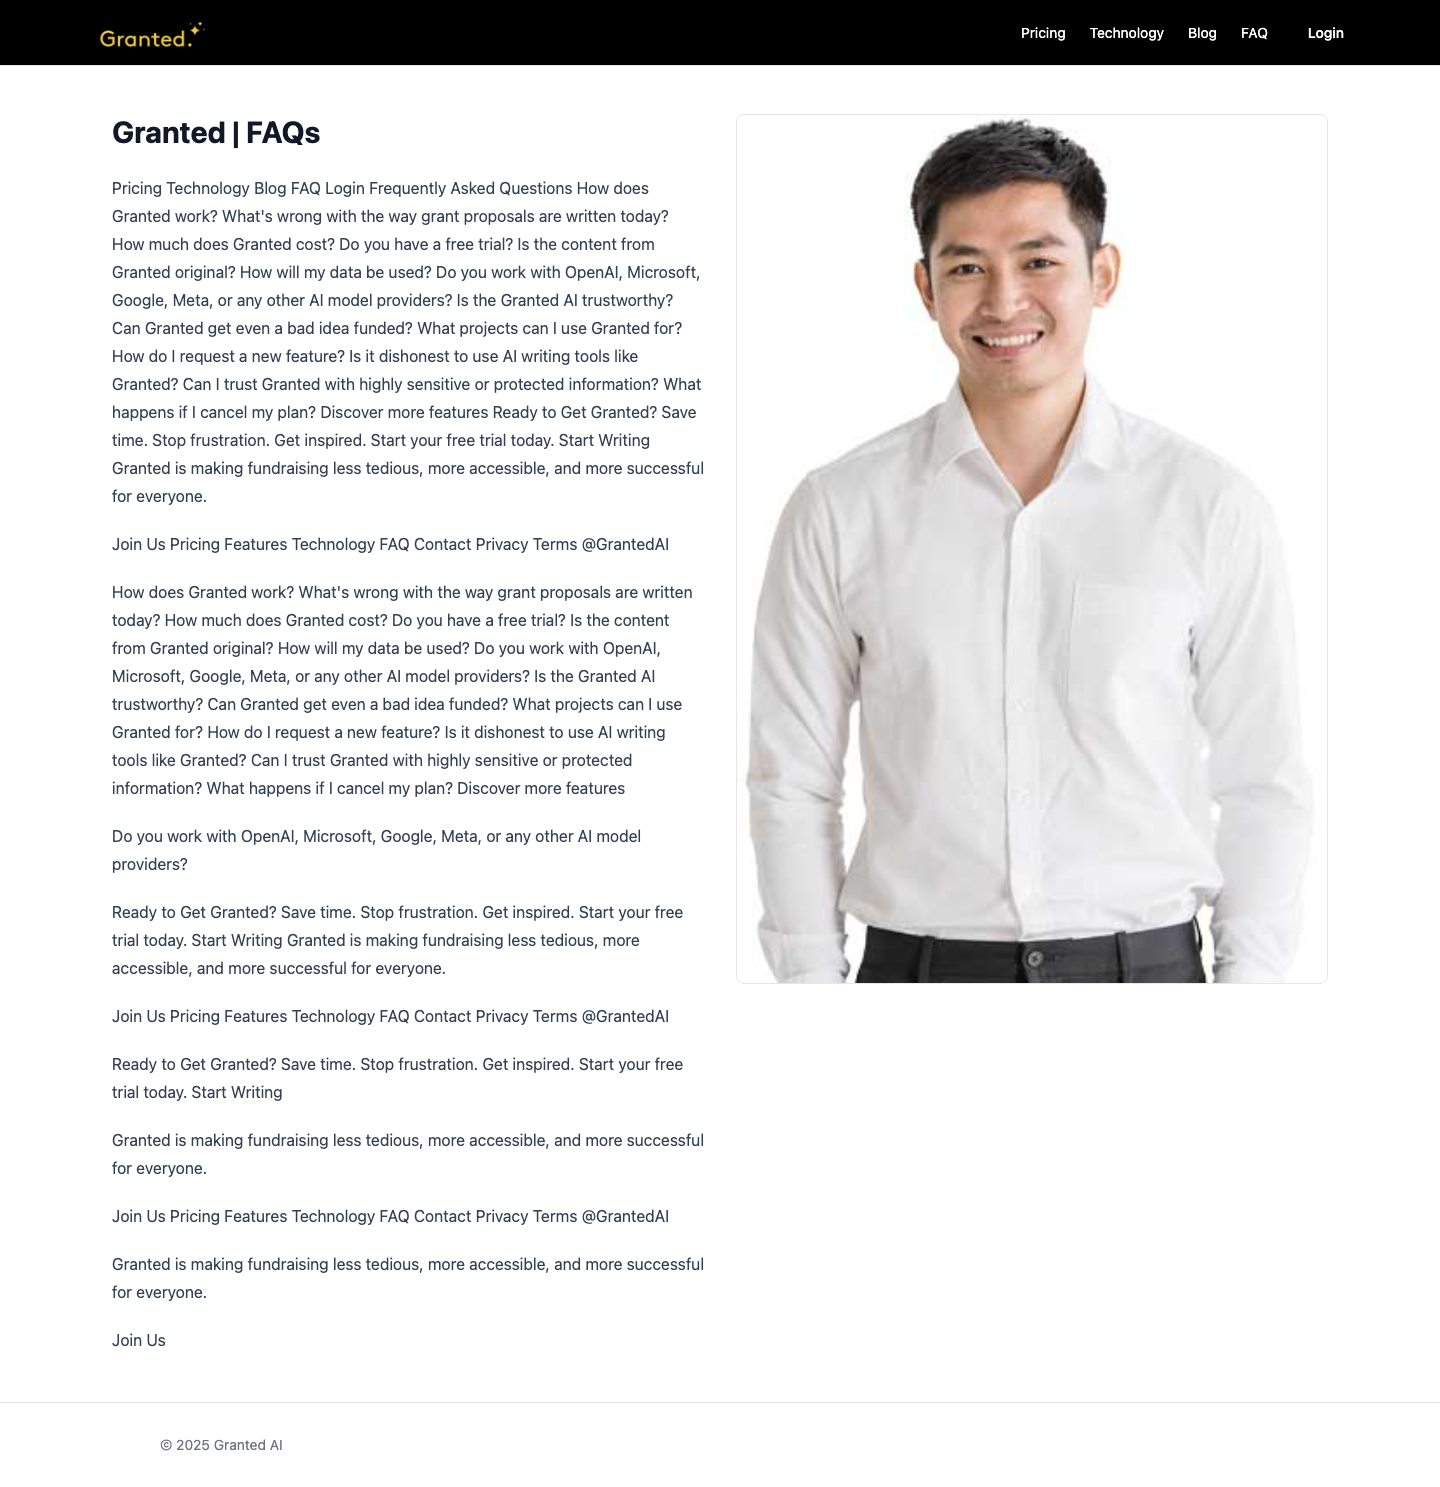 Granted.
Pricing Technology Blog FAQ Login
Granted | FAQs
Pricing Technology Blog FAQ Login Frequently Asked Questions How does
Granted work? What's wrong with the way grant proposals are written today?
How much does Granted cost? Do you have a free trial? Is the content from
Granted original? How will my data be used? Do you work with OpenAI, Microsoft,
Google, Meta, or any other AI model providers? Is the Granted AI trustworthy?
Can Granted get even a bad idea funded? What projects can I use Granted for?
How do I request a new feature? Is it dishonest to use AI writing tools like
Granted? Can I trust Granted with highly sensitive or protected information? What
happens if I cancel my plan? Discover more features Ready to Get Granted? Save
time. Stop frustration. Get inspired. Start your free trial today. Start Writing
Granted is making fundraising less tedious, more accessible, and more successful
for everyone.
Join Us Pricing Features Technology FAQ Contact Privacy Terms @GrantedAI
How does Granted work? What's wrong with the way grant proposals are written
today? How much does Granted cost? Do you have a free trial? Is the content
from Granted original? How will my data be used? Do you work with OpenAI,
Microsoft, Google, Meta, or any other AI model providers? Is the Granted AI
trustworthy? Can Granted get even a bad idea funded? What projects can I use
Granted for? How do I request a new feature? Is it dishonest to use AI writing
tools like Granted? Can I trust Granted with highly sensitive or protected
information? What happens if I cancel my plan? Discover more features
Do you work with OpenAI, Microsoft, Google, Meta, or any other AI model
providers?
Ready to Get Granted? Save time. Stop frustration. Get inspired. Start your free
trial today. Start Writing Granted is making fundraising less tedious, more
accessible, and more successful for everyone.
Join Us Pricing Features Technology FAQ Contact Privacy Terms @GrantedAI
Ready to Get Granted? Save time. Stop frustration. Get inspired. Start your free
trial today. Start Writing
Granted is making fundraising less tedious, more accessible, and more successful
for everyone.
Join Us Pricing Features Technology FAQ Contact Privacy Terms @GrantedAI
Granted is making fundraising less tedious, more accessible, and more successful
for everyone.
Join Us
© 2025 Granted AI